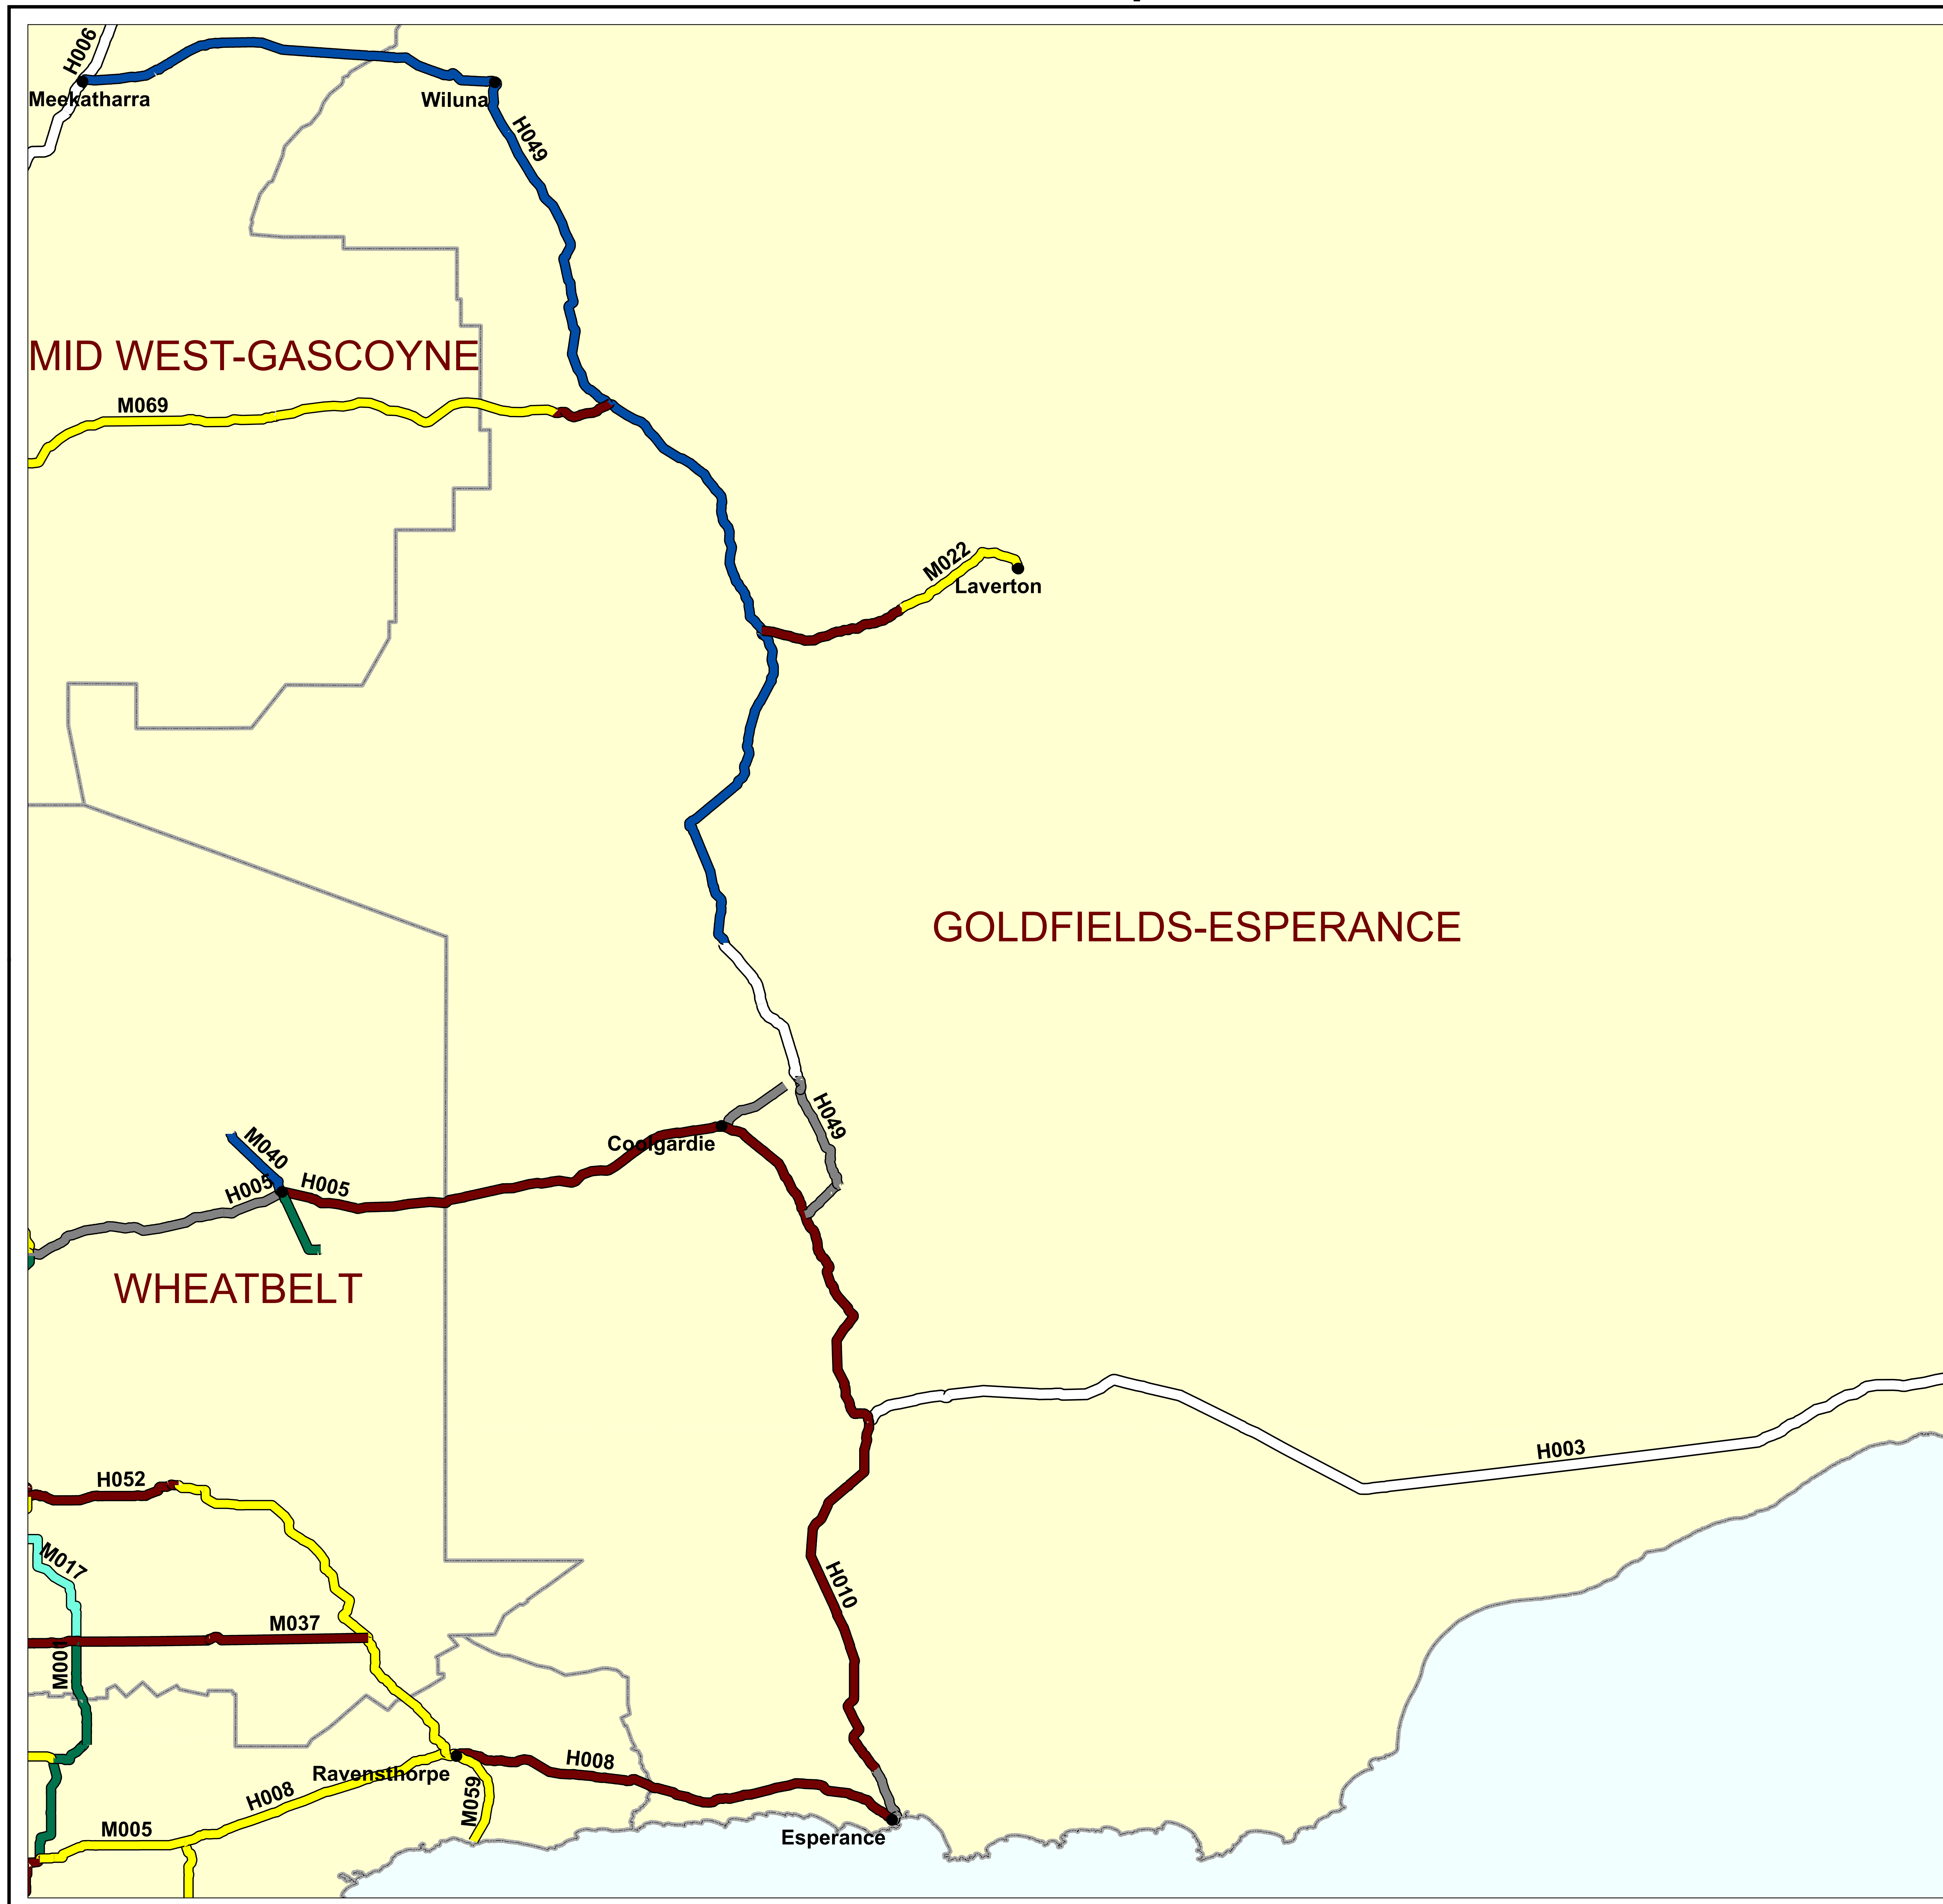 H006
Meekatharra
Wiluna
H049
MID WEST-GASCOYNE
M069
M022
Laverton
GOLDFIELDS-ESPERANCE
H049
Coolgardie
M040
H005
H005
WHEATBELT
H003
H052
M017
H010
M037
M001
H008
Ravensthorpe
H008
M059
M005
Esperance